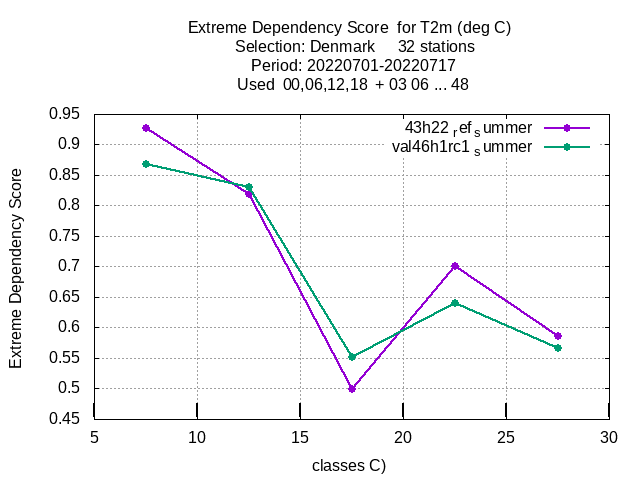 Extreme Dependency Score  for T2m (deg C)
Selection: Denmark     32 stations
Period: 20220701-20220717
Used  00,06,12,18  + 03 06 ... 48
43h22 ref summer
val46h1rc1 summer
Extreme Dependency Score
0.95
0.9
0.85
0.8
0.75
0.7
0.65
0.6
0.55
0.5
0.45
5 10 15 20 25 30
classes C)